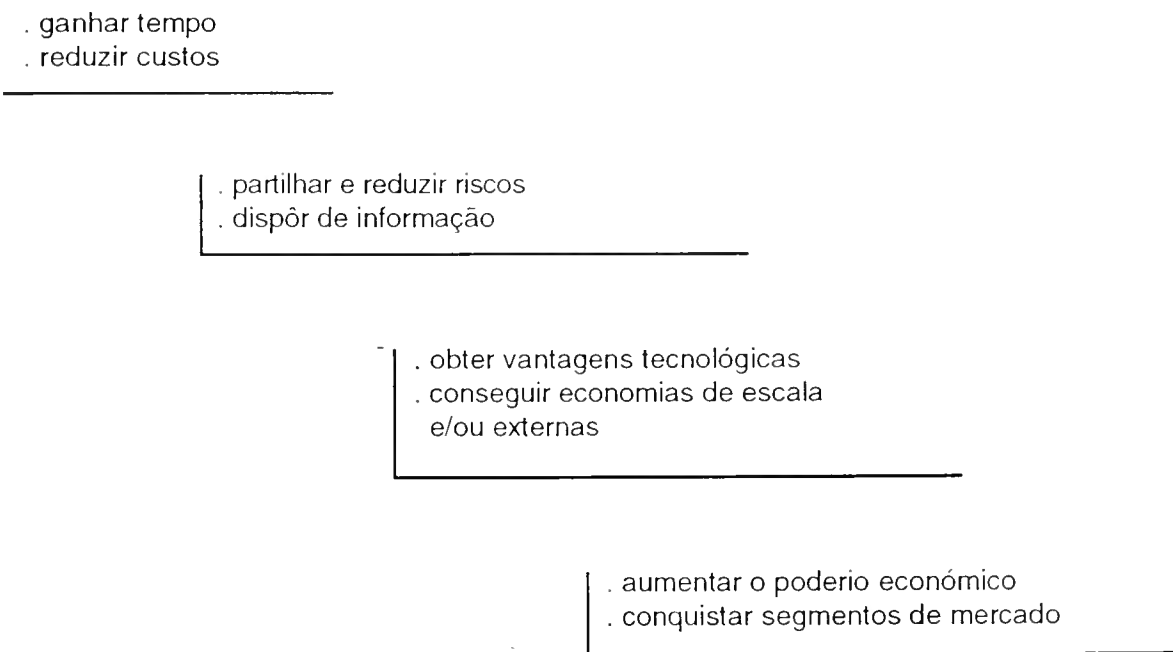 . ganhar tempo
. reduzir custos
. partilhar e reduzir riscos
. dispôr de informação
. obter vantagens tecnológicas
. conseguir economias de escala
e/ou externas
. aumentar o poderio económico
. conquistar segmentos de mercado